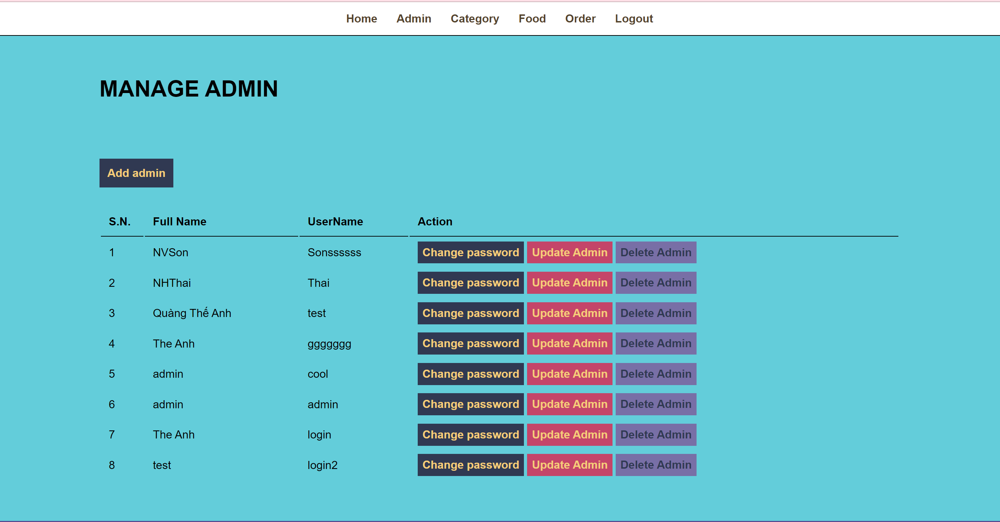 Home Admin Category Food Order Logout
MANAGE ADMIN
Add admin
S.N. Full Name UserName Action
1 NVSon Sonssssss Change password Update Admin Delete Admin
2 NHThai Thai Change password Update Admin Delete Admin
3 Quàng Thế Anh test Change password Update Admin Delete Admin
4 The Anh ggggggg Change password Update Admin Delete Admin
5 admin cool Change password Update Admin Delete Admin
6 admin admin Change password Update Admin Delete Admin
7 The Anh login Change password Update Admin Delete Admin
8 test login2 Change password Update Admin Delete Admin